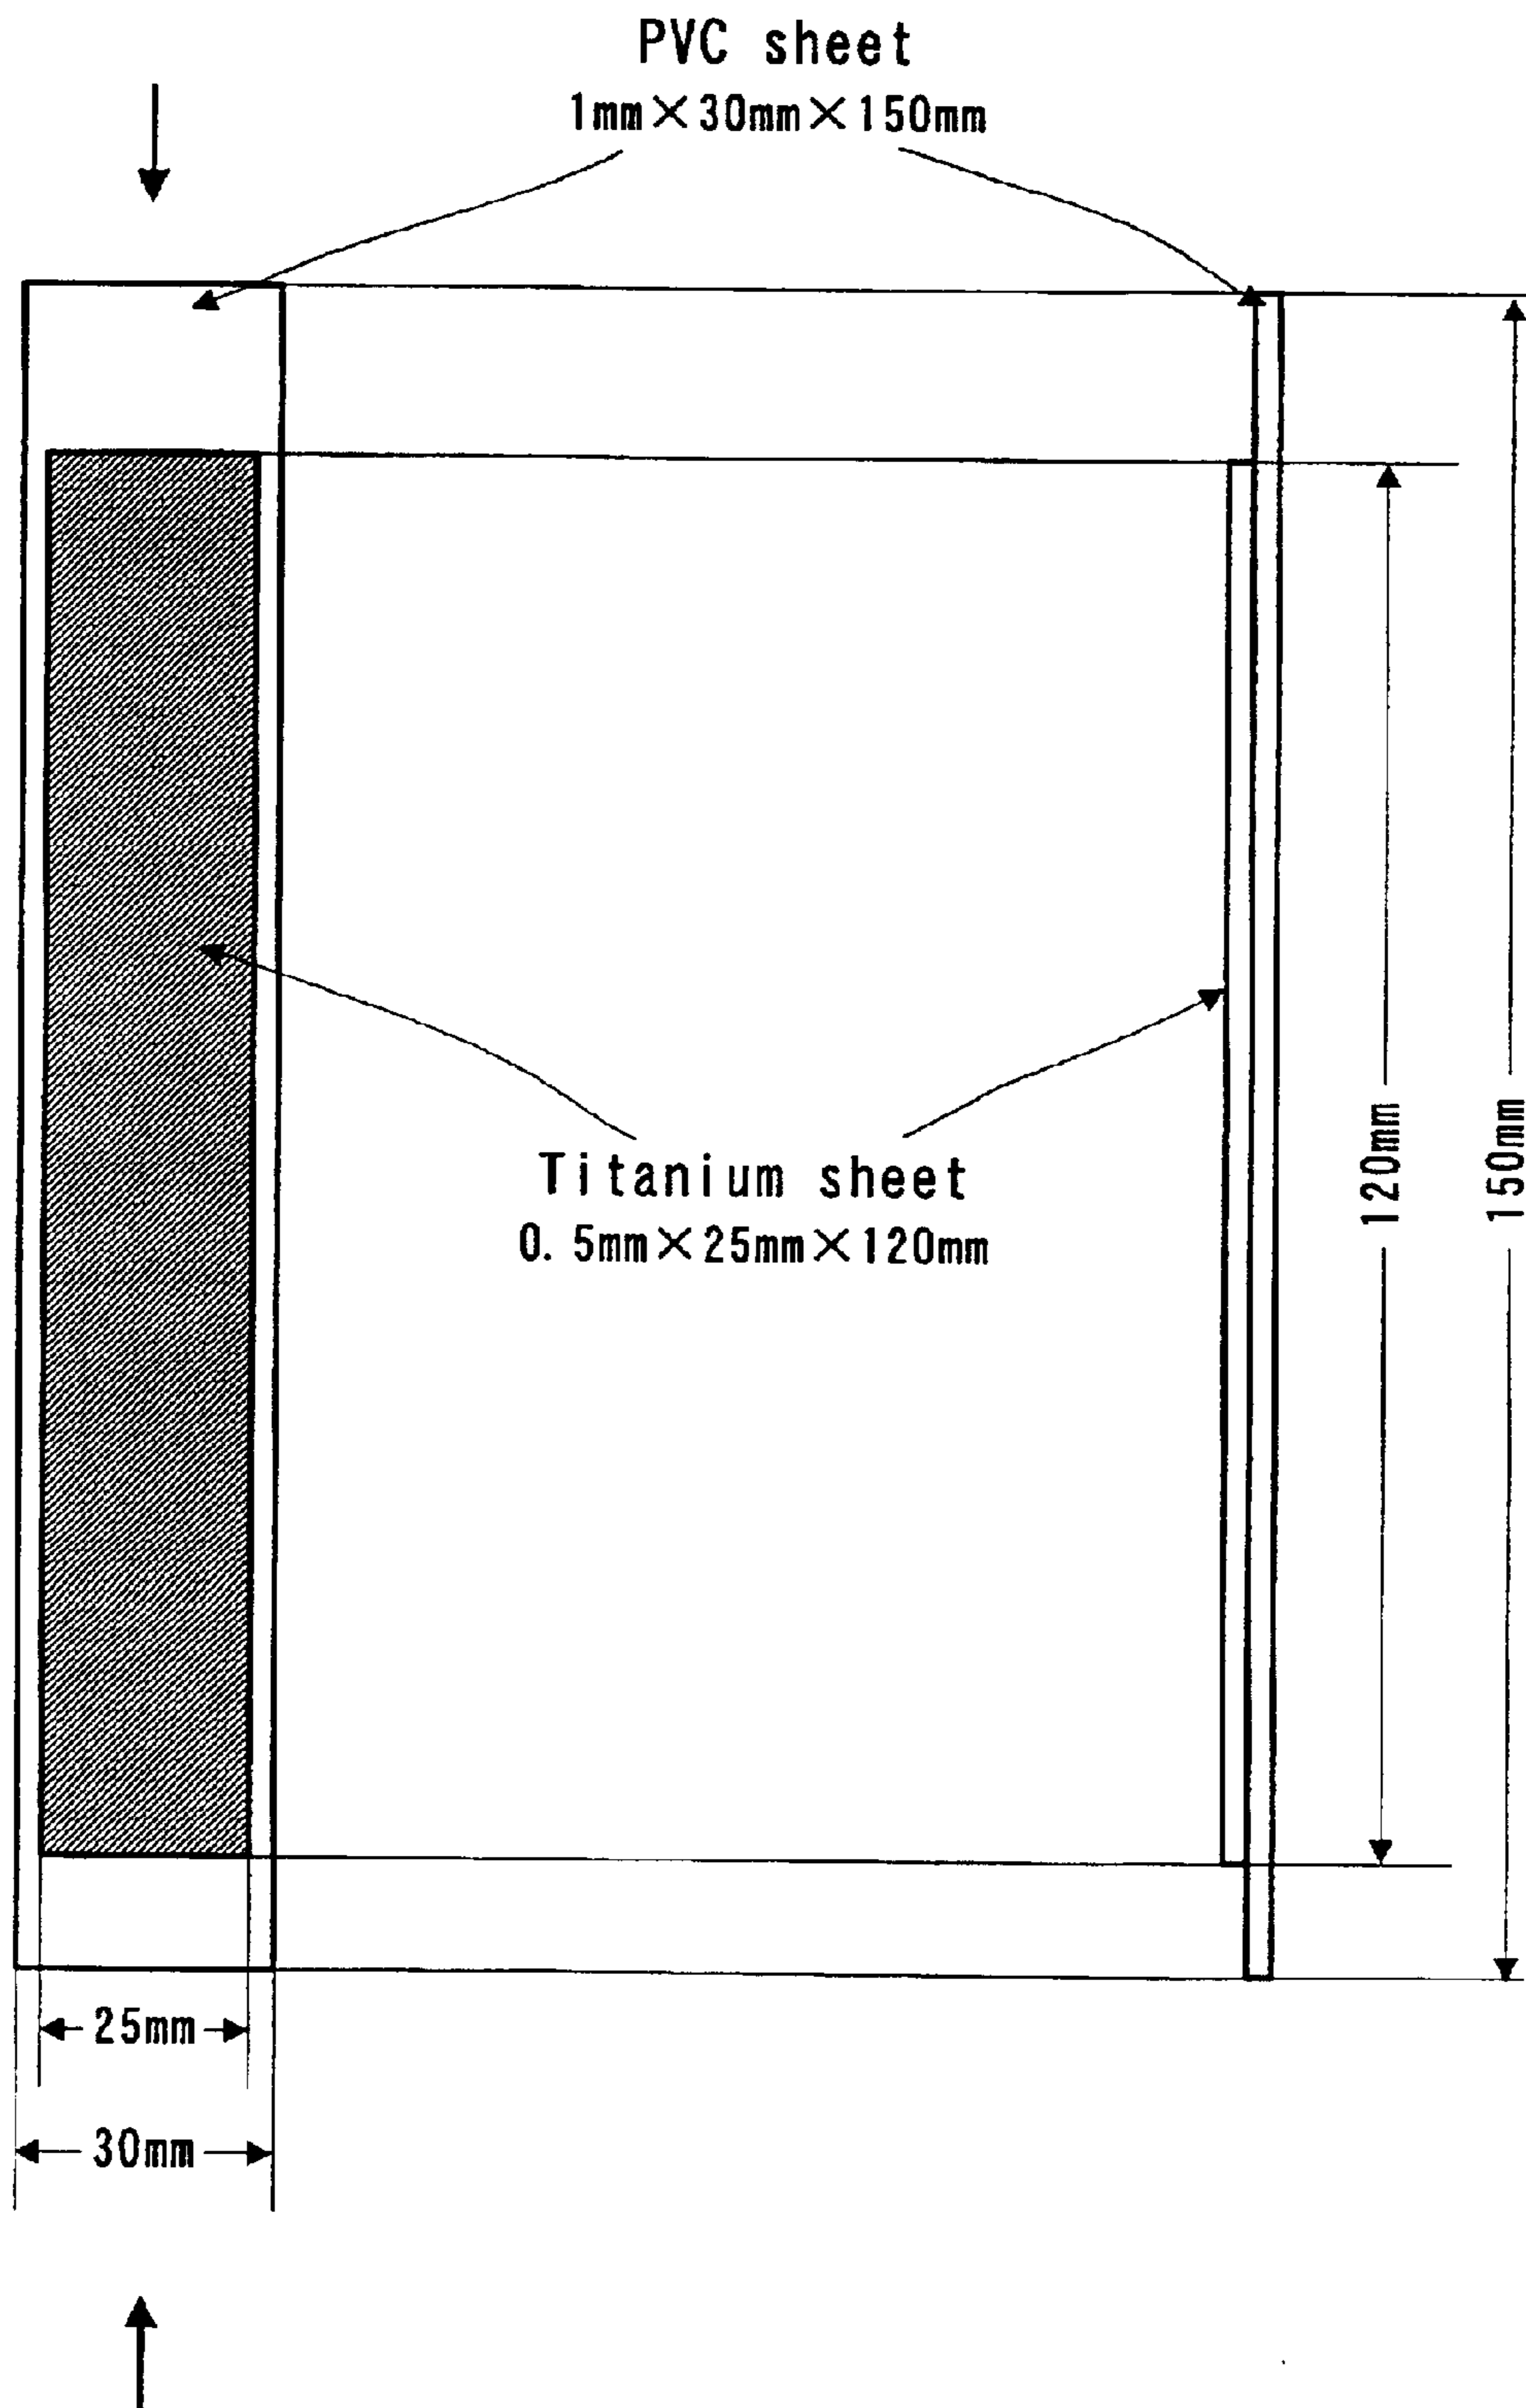 PVC sheet
1mm×30mm×150mm
Titanium sheet
0.5mm×25mm×120mm
120mm
150mm
25mm
30mm